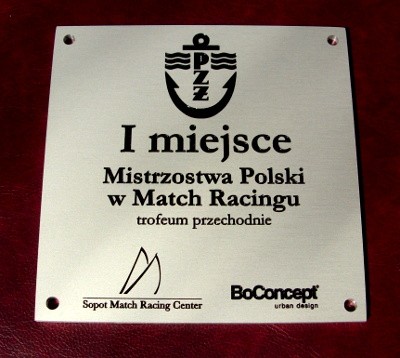 PZŻ
I miejsce
Mistrzostwa Polski
w Match Racingu
trofeum przechodnie
Sopot Match Racing Center
BoConcept®
urban design